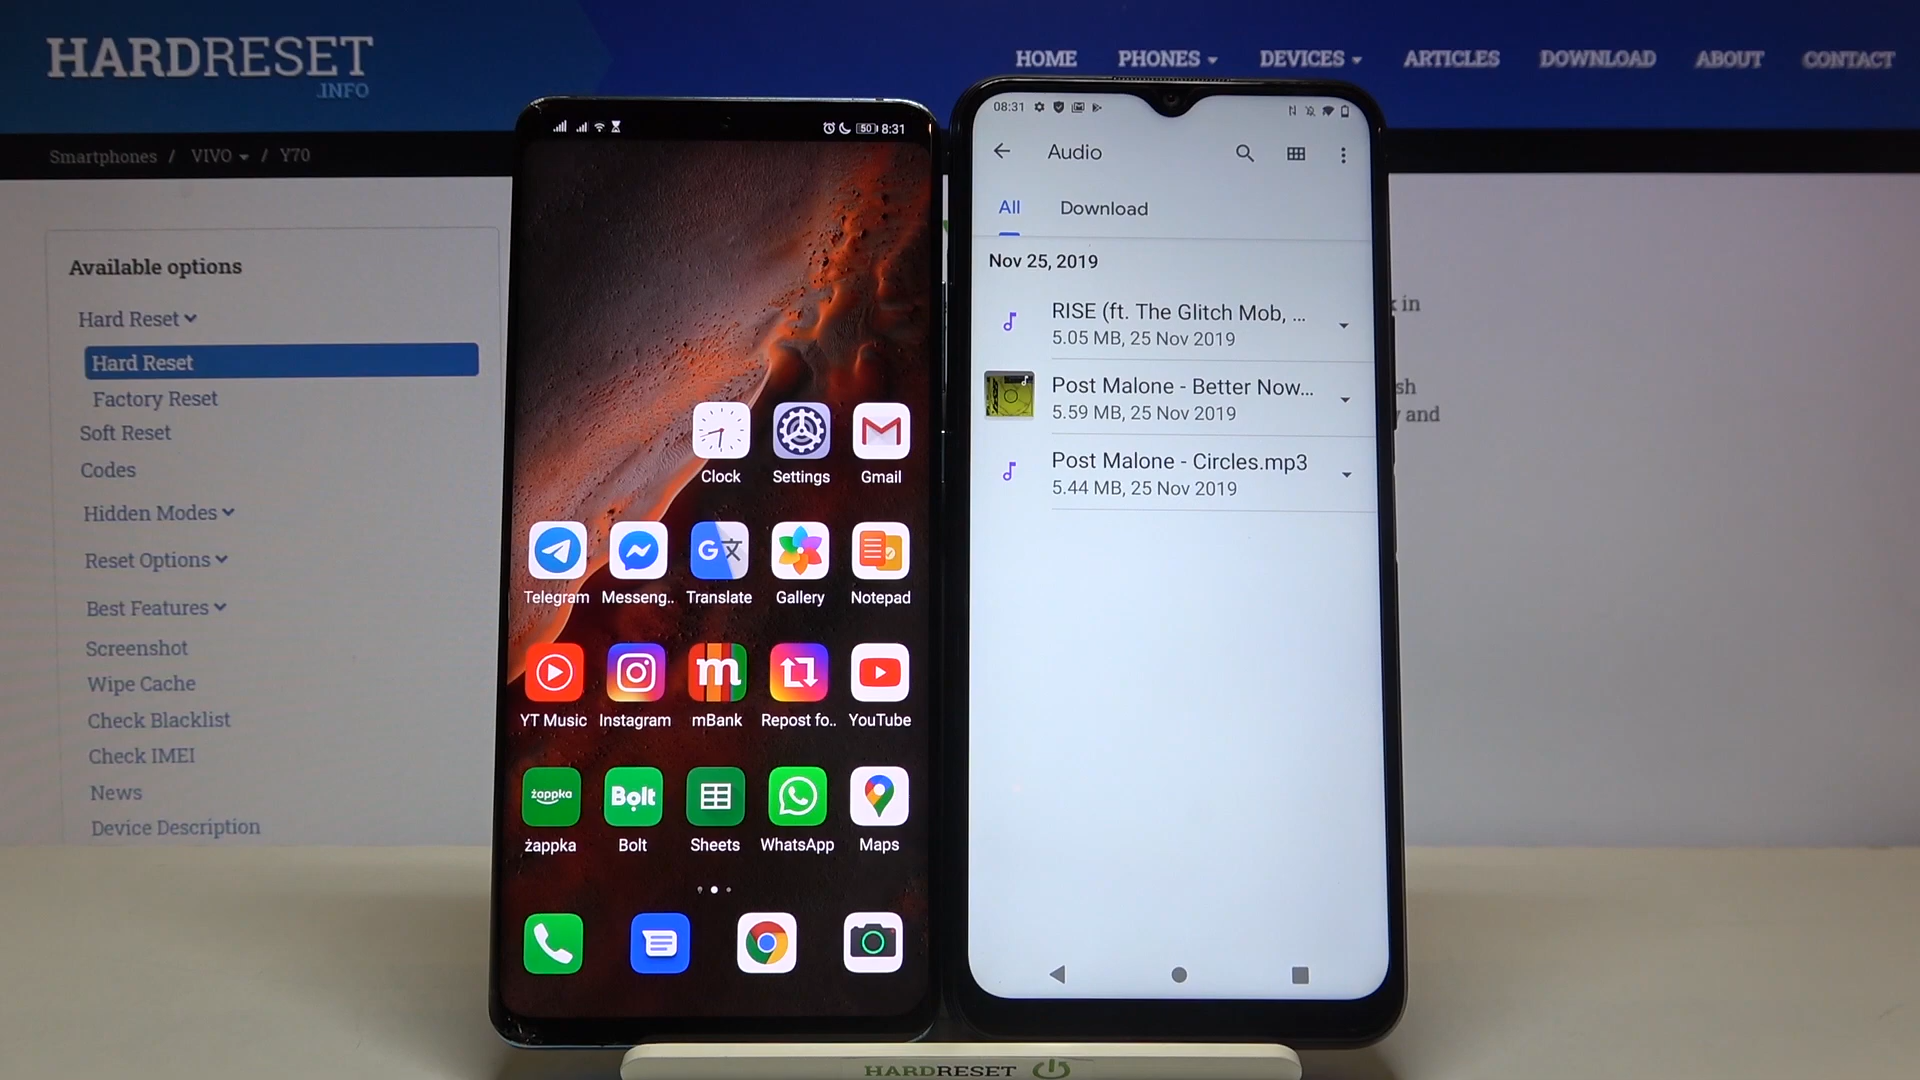 HARDRESET
.INFO
HOME PHONES DEVICES ARTICLES DOWNLOAD ABOUT CONTACT
Smartphones / VIVO / Y70
Available options
Hard Reset
Hard Reset
Factory Reset
Soft Reset
Codes
Hidden Modes
Reset Options
Best Features
Screenshot
Wipe Cache
Check Blacklist
Check IMEI
News
Device Description
50 8:31
Clock Settings Gmail
Telegram Messeng.. Translate Gallery Notepad
YT Music Instagram mBank Repost fo.. YouTube
żappka Bolt
żappka Bolt Sheets WhatsApp Maps
08:31
Audio
All Download
Nov 25, 2019
RISE (ft. The Glitch Mob, ...
5.05 MB, 25 Nov 2019
Post Malone - Better Now...
5.59 MB, 25 Nov 2019
Post Malone - Circles.mp3
5.44 MB, 25 Nov 2019
in
sh
and
HARDRESET